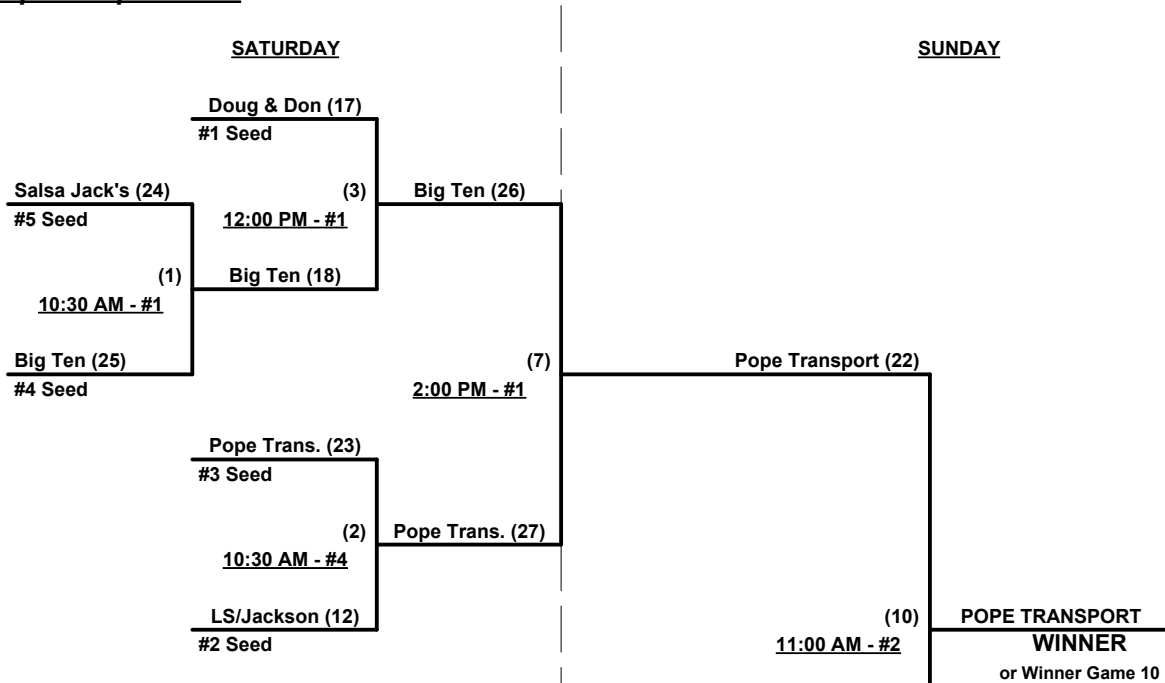 SATURDAY
SUNDAY
Doug & Don (17)
#1 Seed
Salsa Jack's (24)
#5 Seed
(3)
12:00 PM - #1
Big Ten (26)
(1)
10:30 AM - #1
Big Ten (18)
Big Ten (25)
#4 Seed
(7)
2:00 PM - #1
Pope Transport (22)
Pope Trans. (23)
#3 Seed
(2)
10:30 AM - #4
Pope Trans. (27)
LS/Jackson (12)
#2 Seed
(10)
11:00 AM - #2
POPE TRANSPORT
WINNER
or Winner Game 10